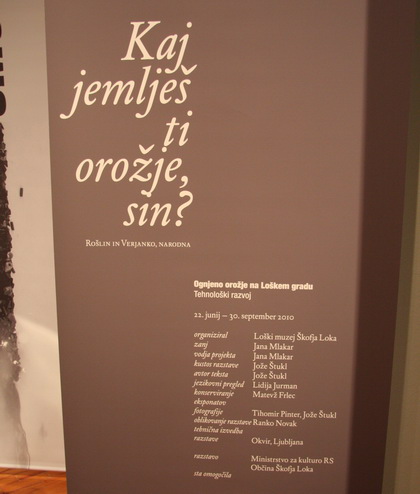 Kaj
jemlješ
ti
orožje,
sin?
Rošlin in Verjanko, narodna
Ognjeno orožje na Loškem gradu
Tehnološki razvoj
22. junij – 30. september 2010
organiziral Loški muzej Škofja Loka
zanj Jana Mlakar
vodja projekta Jana Mlakar
kustos razstave Jože Štukl
avtor teksta Jože Štukl
jezikovni pregled Lidija Jurman
konserviranje Matevž Frlec
eksponatov
fotografije Tihomir Pinter, Jože Štukl
oblikovanje razstave Ranko Novak
tehnična izvedba
razstave Okvir, Ljubljana
razstavo Ministrstvo za kulturo RS
Občina Škofja Loka
sta omogočila